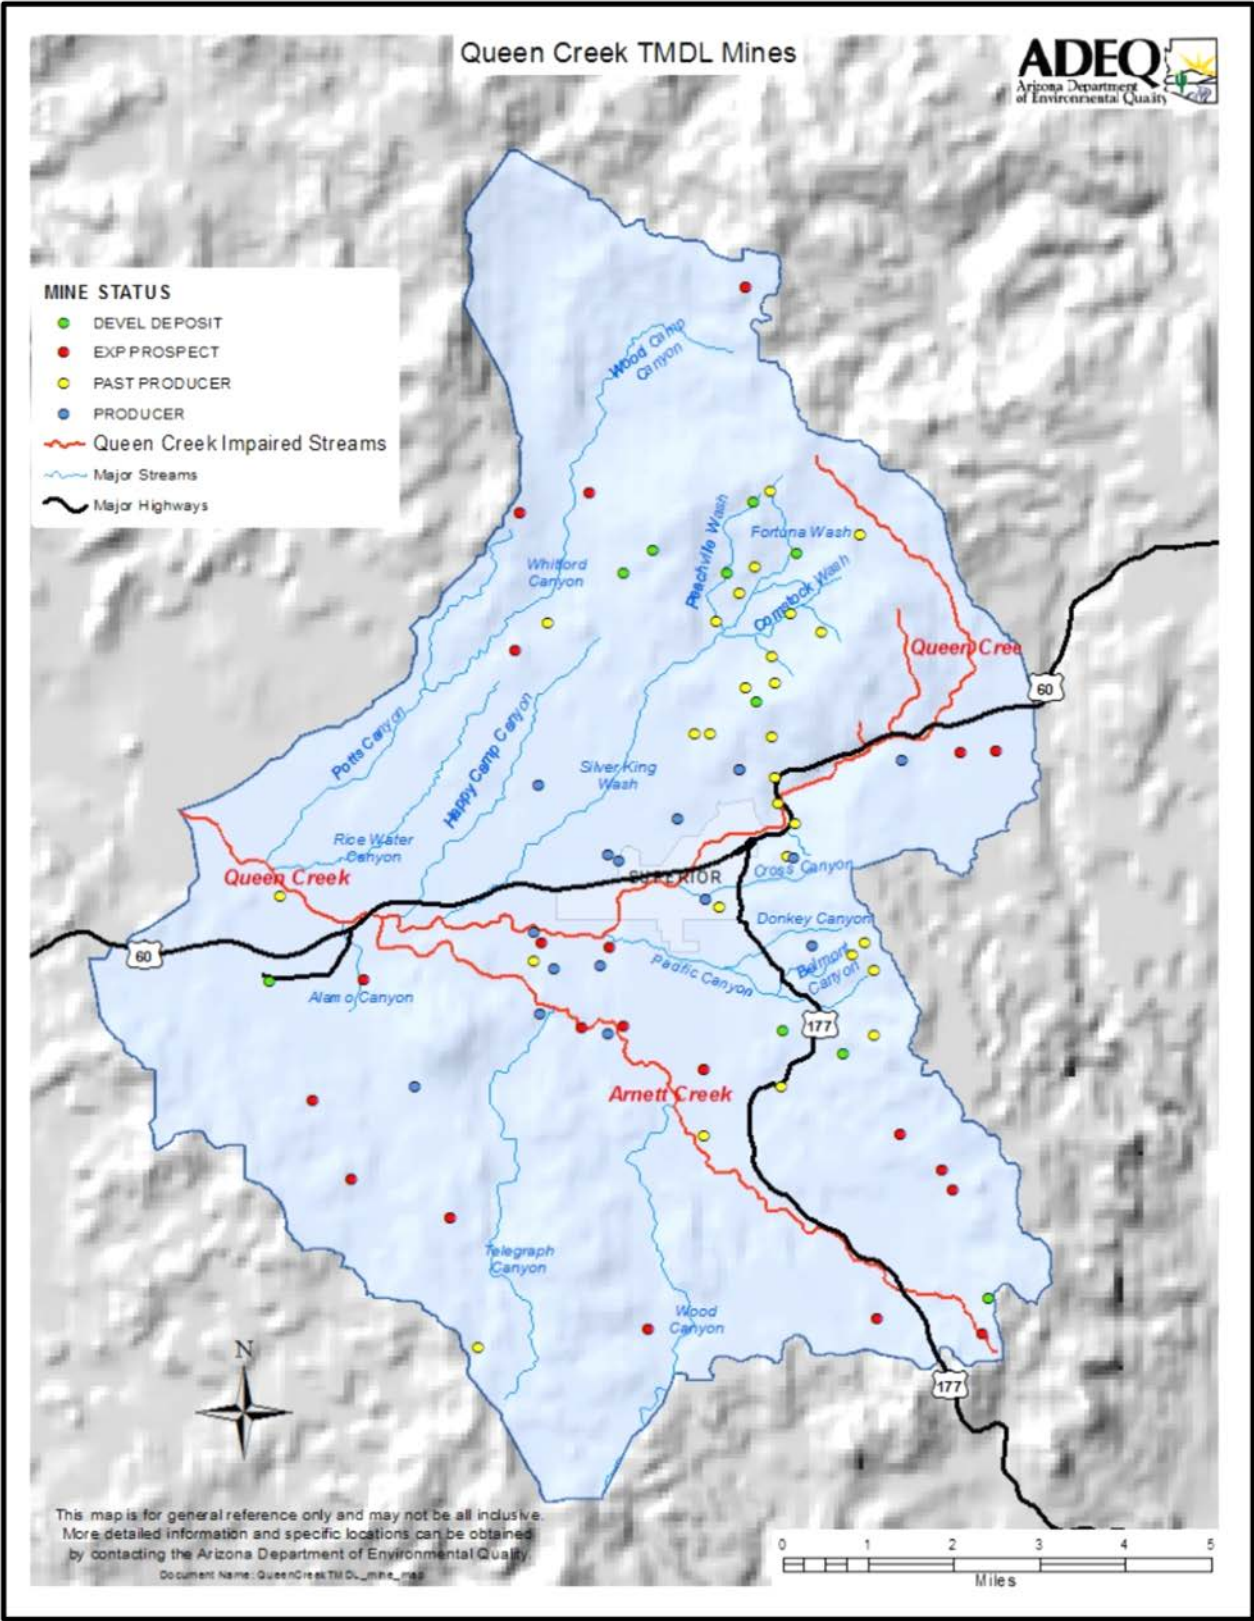 Queen Creek TMDL Mines
ADEQ
Arizona Department
of Environmental Quality
MINE STATUS
DEVEL DEPOSIT
EXP PROSPECT
PAST PRODUCER
PRODUCER
Queen Creek Impaired Streams
Major Streams
Major Highways
Wood Camp
Canyon
Peachville Wash
Fortuna Wash
Whitford
Canyon
Comstock Wash
Queen Cree
60
Potts Canyon
Happy Camp Canyon
Silver King
Wash
Rice Water
Canyon
Queen Creek
SUPERIOR
Cross Canyon
Donkey Canyon
60
Pacific Canyon
Belmont
Canyon
Alamo Canyon
177
Arnett Creek
Telegraph
Canyon
Wood
Canyon
N
177
This map is for general reference only and may not be all inclusive.
More detailed information and specific locations can be obtained
by contacting the Arizona Department of Environmental Quality.
Document Name: QueenCreekTMDL_mine_map
0 1 2 3 4 5
Miles